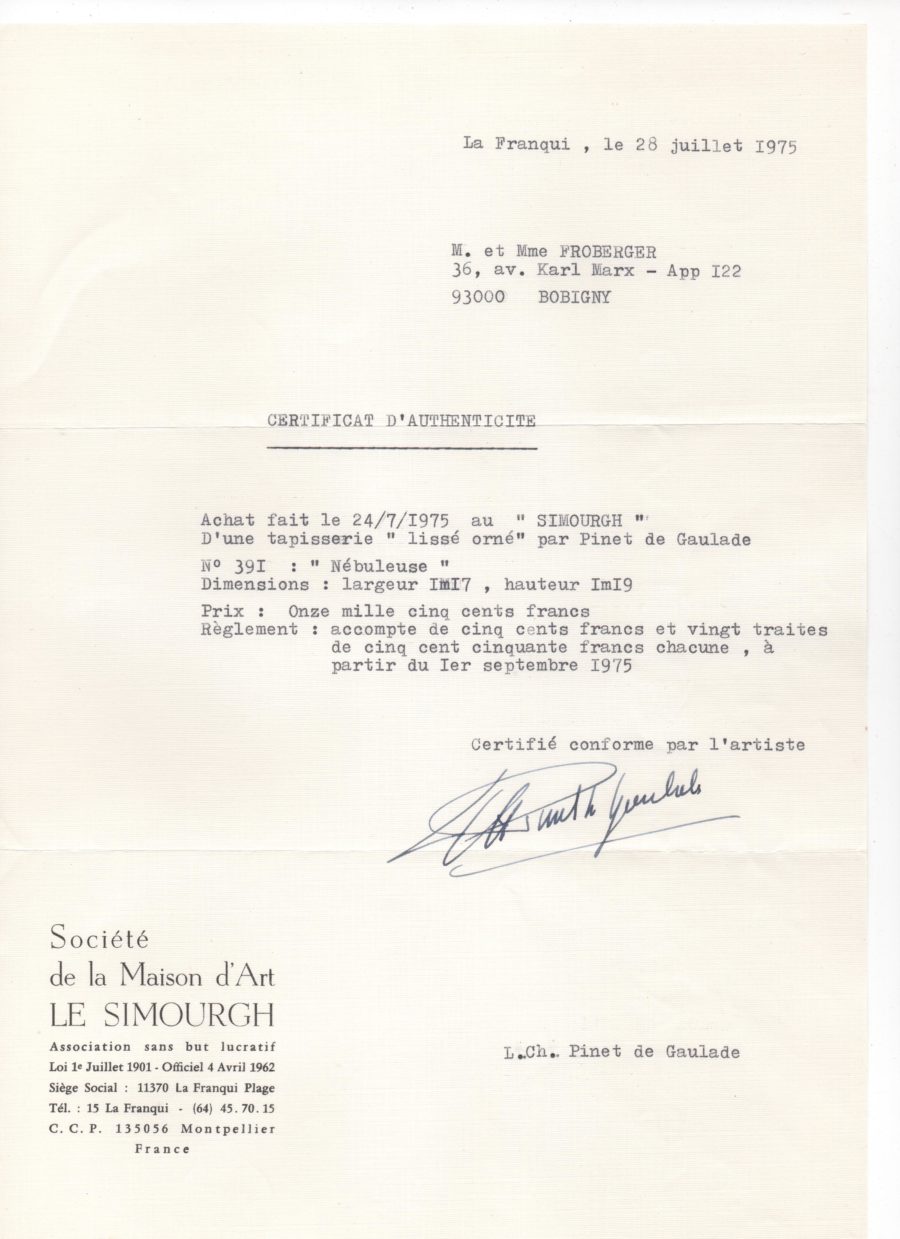 La Franqui , le 28 juillet I975
M. et Mme FROBERGER
36, av. Karl Marx - App I22
93000 BOBIGNY
CERTIFICAT D'AUTHENTICITE
Achat fait le 24/7/I975 au " SIMOURGH "
D'une tapisserie " lissé orné" par Pinet de Gaulade
N° 39I : " Nébuleuse "
Dimensions : largeur ImI7 , hauteur ImI9
Prix : Onze mille cinq cents francs
Règlement : accompte de cinq cents francs et vingt traites
de cinq cent cinquante francs chacune , à
partir du Ier septembre I975
Certifié conforme par l'artiste
Société
de la Maison d'Art
LE SIMOURGH
Association sans but lucratif
Loi 1e Juillet 1901 - Officiel 4 Avril 1962
Siège Social : 11370 La Franqui Plage
Tél. : 15 La Franqui - (64) 45.70.15
C. C. P. 135056 Montpellier
France
L.Ch. Pinet de Gaulade